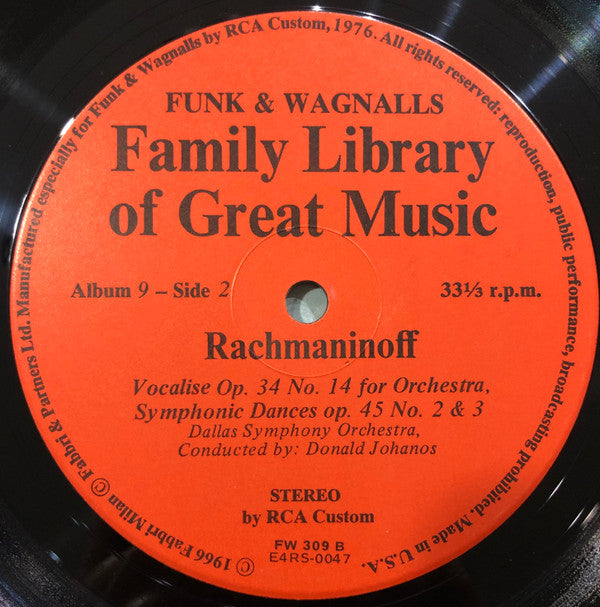 © 1966 Fabbri Milan © Fabbri & Partners Ltd. Manufactured especially for Funk & Wagnalls by RCA Custom, 1976. All rights reserved: reproduction, public performance, broadcasting prohibited. Made in U.S.A.
FUNK & WAGNALLS
Family Library
of Great Music
Album 9 – Side 2
33⅓ r.p.m.
Rachmaninoff
Vocalise Op. 34 No. 14 for Orchestra,
Symphonic Dances op. 45 No. 2 & 3
Dallas Symphony Orchestra,
Conducted by: Donald Johanos
STEREO
by RCA Custom
FW 309 B
E4RS-0047